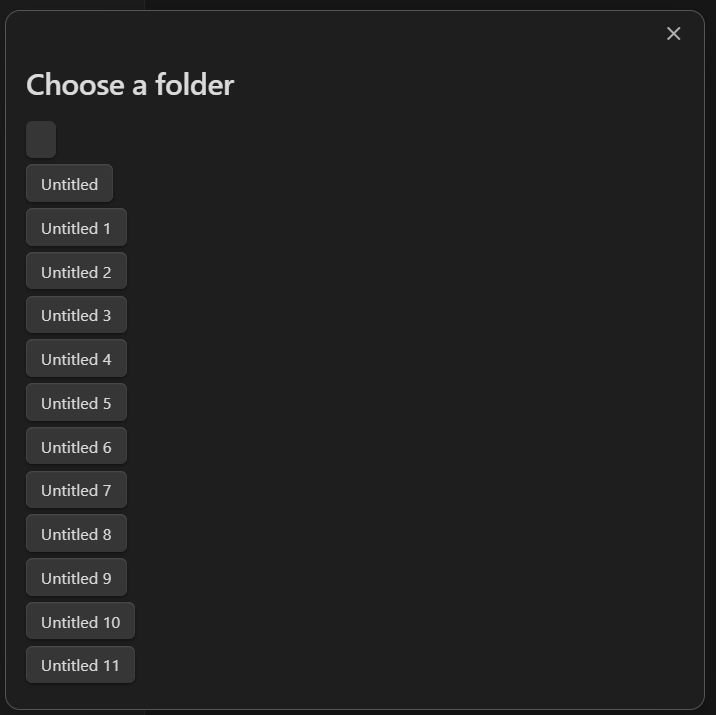 Choose a folder
Untitled
Untitled 1
Untitled 2
Untitled 3
Untitled 4
Untitled 5
Untitled 6
Untitled 7
Untitled 8
Untitled 9
Untitled 10
Untitled 11